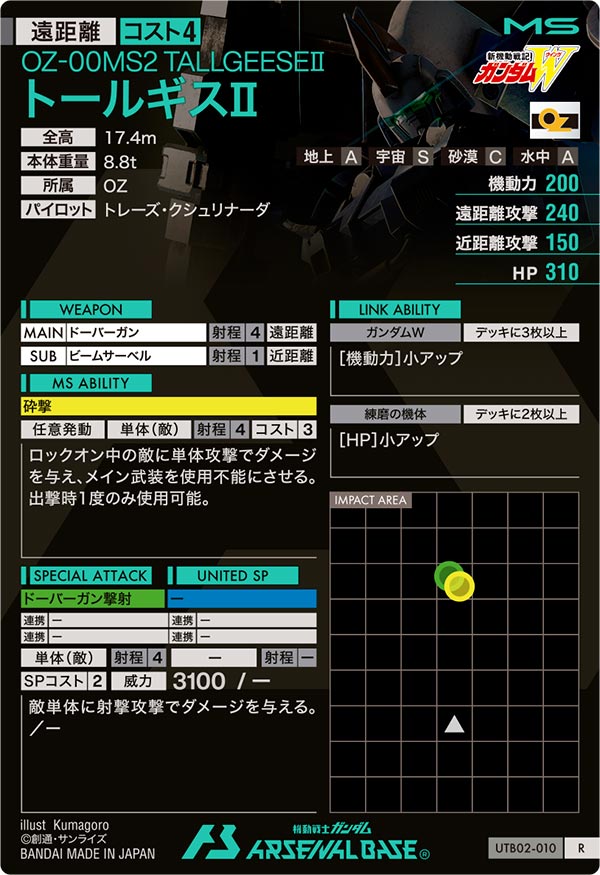 遠距離 コスト4
MS
OZ-00MS2 TALLGEESEⅡ
トールギスⅡ
新機動戦記
ガンダムW
ウイング
OZ
全高 17.4m
本体重量 8.8t
所属 OZ
パイロット トレーズ・クシュリナーダ
地上 A 宇宙 S 砂漠 C 水中 A
機動力 200
遠距離攻撃 240
近距離攻撃 150
HP 310
WEAPON
MAIN ドーバーガン 射程 4 遠距離
SUB ビームサーベル 射程 1 近距離
MS ABILITY
砕撃
任意発動 単体(敵) 射程 4 コスト 3
ロックオン中の敵に単体攻撃でダメージ
を与え、メイン武装を使用不能にさせる。
出撃時1度のみ使用可能。
LINK ABILITY
ガンダムW デッキに3枚以上
[機動力]小アップ
練磨の機体 デッキに2枚以上
[HP]小アップ
IMPACT AREA
SPECIAL ATTACK UNITED SP
ドーバーガン撃射 ー
連携 ー 連携 ー
連携 ー 連携 ー
単体(敵) 射程 4 ー 射程 ー
SPコスト 2 威力 3100 / ー
敵単体に射撃攻撃でダメージを与える。
/ー
illust Kumagoro
©創通・サンライズ
BANDAI MADE IN JAPAN
機動戦士ガンダム
ARSENAL BASE®
UTB02-010 R